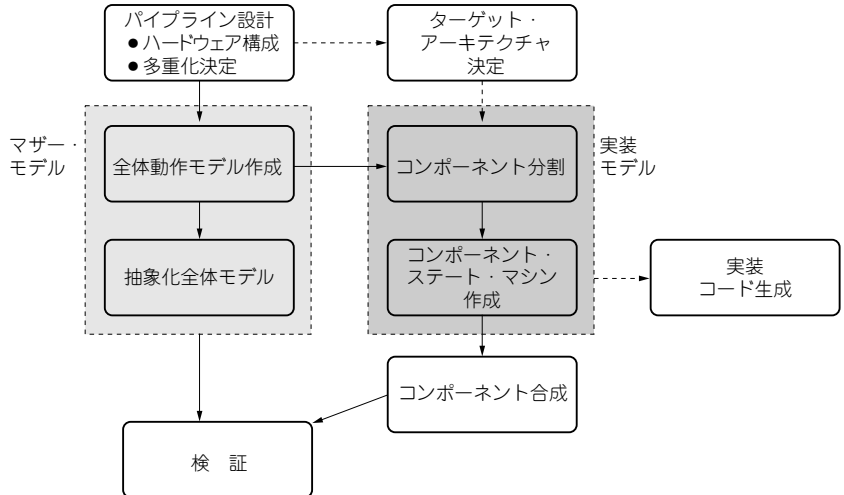 パイプライン設計
●ハードウェア構成
●多重化決定
ターゲット・
アーキテクチャ
決定
マザー・
モデル
全体動作モデル作成
コンポーネント分割
実装
モデル
抽象化全体モデル
コンポーネント・
ステート・マシン
作成
実装
コード生成
コンポーネント合成
検　証